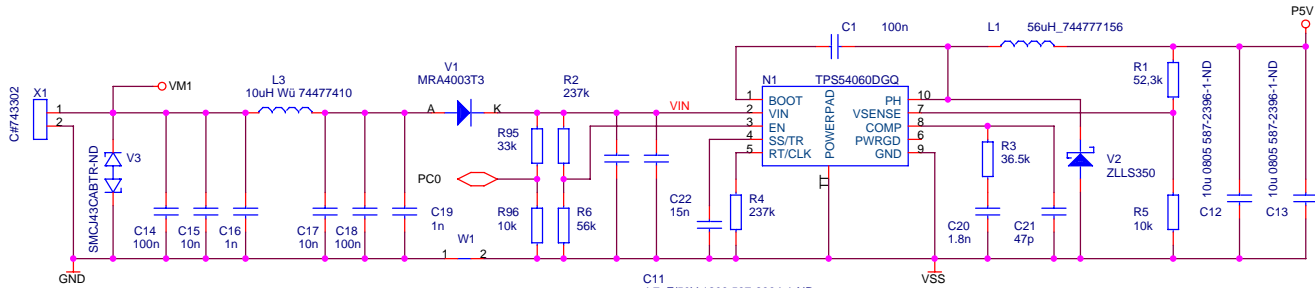 P5V
C1 100n
L1 56uH_744777156
C#743302
X1
1
2
VM1
L3
10uH Wü 74477410
V1
MRA4003T3
A K
R2
237k
VIN
N1 TPS54060DGQ
1 BOOT
2 VIN
3 EN
4 SS/TR
5 RT/CLK
POWERPAD
PH 10
VSENSE 7
COMP 8
PWRGD 6
GND 9
TT
R1
52,3k
10u 0805 587-2396-1-ND
10u 0805 587-2396-1-ND
V3
SMCJ43CABTR-ND
R95
33k
PC0
R96
10k
R6
56k
C14
100n
C15
10n
C16
1n
C17
10n
C18
100n
C19
1n
W1
1 2
C22
15n
R4
237k
R3
36.5k
C20
1.8n
C21
47p
V2
ZLLS350
R5
10k
C12
C13
GND
C11
VSS